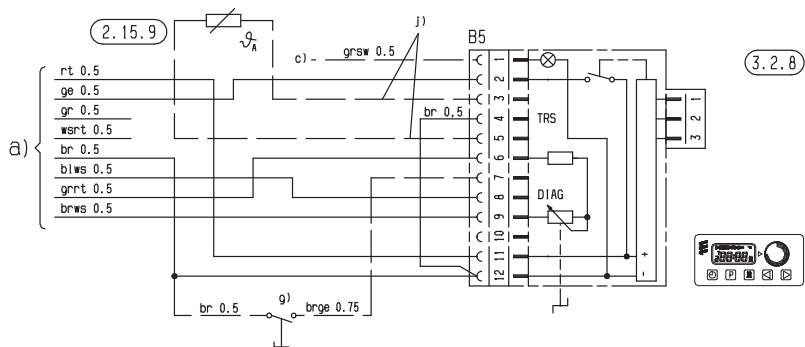 2.15.9
ϑA
j)
B5
c)
grsw 0.5
3.2.8
a)
rt 0.5
ge 0.5
gr 0.5
wsrt 0.5
br 0.5
blws 0.5
grrt 0.5
brws 0.5
br 0.5
1
2
3
4
5
6
7
8
9
10
11
12
TRS
DIAG
+
-
1
2
3
P
br 0.5
g)
brge 0.75